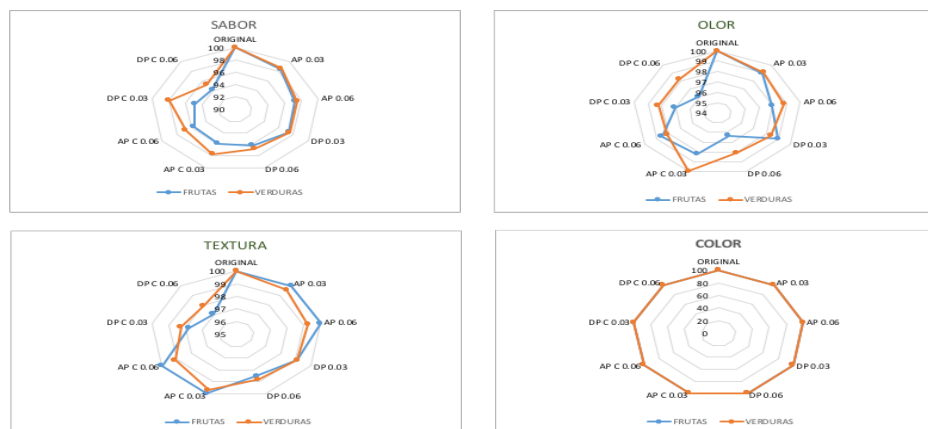 SABOR
ORIGINAL
100
98
96
94
92
90
AP 0.03
AP 0.06
DP 0.03
DP 0.06
AP C 0.03
AP C 0.06
DP C 0.03
DP C 0.06
FRUTAS
VERDURAS
OLOR
ORIGINAL
100
99
98
97
96
95
94
AP 0.03
AP 0.06
DP 0.03
DP 0.06
AP C 0.03
AP C 0.06
DP C 0.03
DP C 0.06
FRUTAS
VERDURAS
TEXTURA
ORIGINAL
100
99
98
97
96
95
AP 0.03
AP 0.06
DP 0.03
DP 0.06
AP C 0.03
AP C 0.06
DP C 0.03
DP C 0.06
FRUTAS
VERDURAS
COLOR
ORIGINAL
100
80
60
40
20
0
AP 0.03
AP 0.06
DP 0.03
DP 0.06
AP C 0.03
AP C 0.06
DP C 0.03
DP C 0.06
FRUTAS
VERDURAS